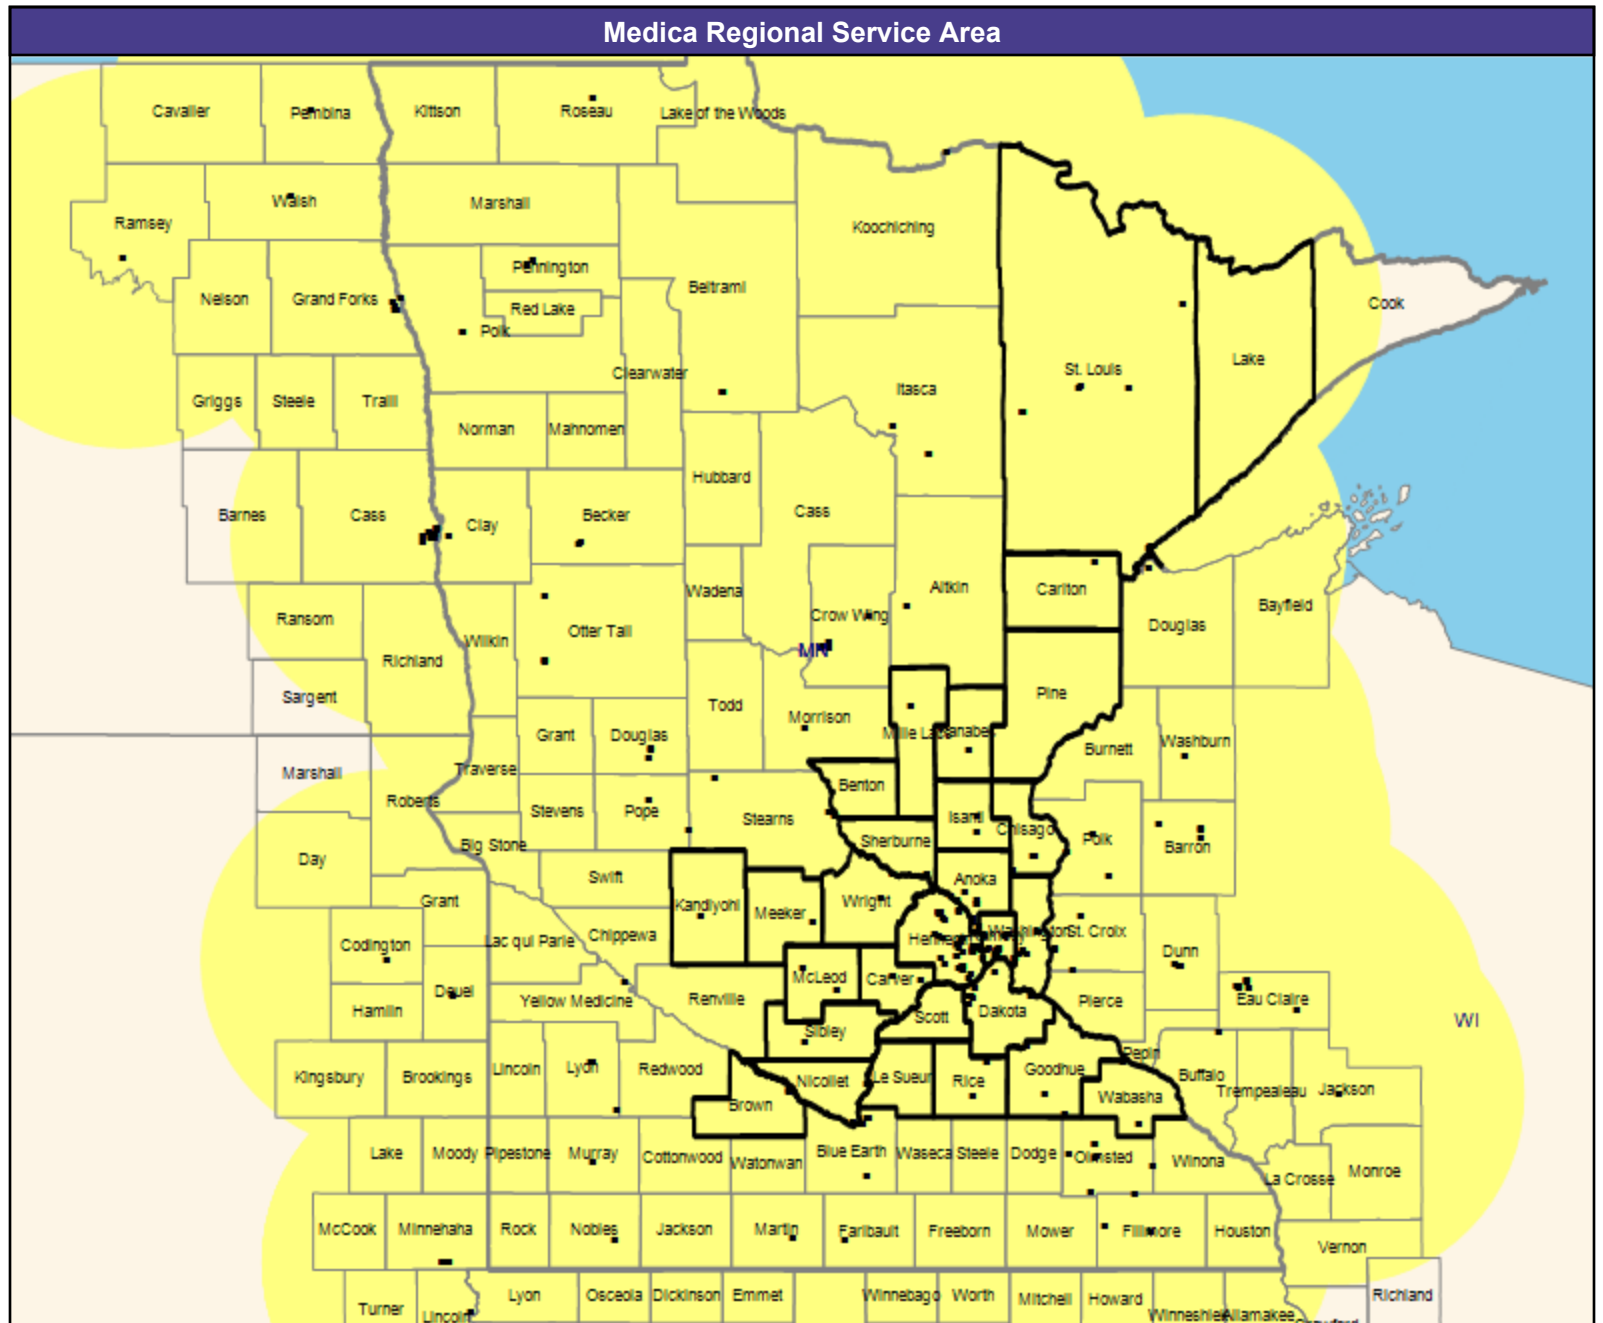 Medica Regional Service Area
Cavalier
Pembina
Kittson
Roseau
Lake of the Woods
Ramsey
Walsh
Marshall
Koochiching
Nelson
Grand Forks
Pennington
Red Lake
Polk
Beltrami
Cook
Griggs
Steele
Traill
Clearwater
Norman
Mahnomen
Itasca
St. Louis
Lake
Barnes
Cass
Clay
Becker
Hubbard
Cass
Ransom
Richland
Wilkin
Otter Tail
Wadena
Crow Wing
MN
Aitkin
Carlton
Douglas
Bayfield
Sargent
Todd
Morrison
Mille Lacs
Kanabec
Pine
Burnett
Washburn
Marshall
Roberts
Traverse
Grant
Douglas
Stevens
Pope
Stearns
Benton
Sherburne
Isanti
Chisago
Polk
Barron
Day
Big Stone
Grant
Swift
Kandiyohi
Meeker
Wright
Anoka
Codington
Lac qui Parle
Chippewa
Hennepin
Washington
St. Croix
Dunn
Deuel
Hamlin
Yellow Medicine
Renville
McLeod
Carver
Sibley
Scott
Dakota
Pierce
Eau Claire
WI
Kingsbury
Brookings
Lincoln
Lyon
Redwood
Brown
Nicollet
Le Sueur
Rice
Goodhue
Wabasha
Pepin
Buffalo
Trempealeau
Jackson
Lake
Moody
Pipestone
Murray
Cottonwood
Watonwan
Blue Earth
Waseca
Steele
Dodge
Olmsted
Winona
La Crosse
Monroe
McCook
Minnehaha
Rock
Nobles
Jackson
Martin
Faribault
Freeborn
Mower
Fillmore
Houston
Vernon
Turner
Lincoln
Lyon
Osceola
Dickinson
Emmet
Winnebago
Worth
Mitchell
Howard
Winneshiek
Allamakee
Crawford
Richland